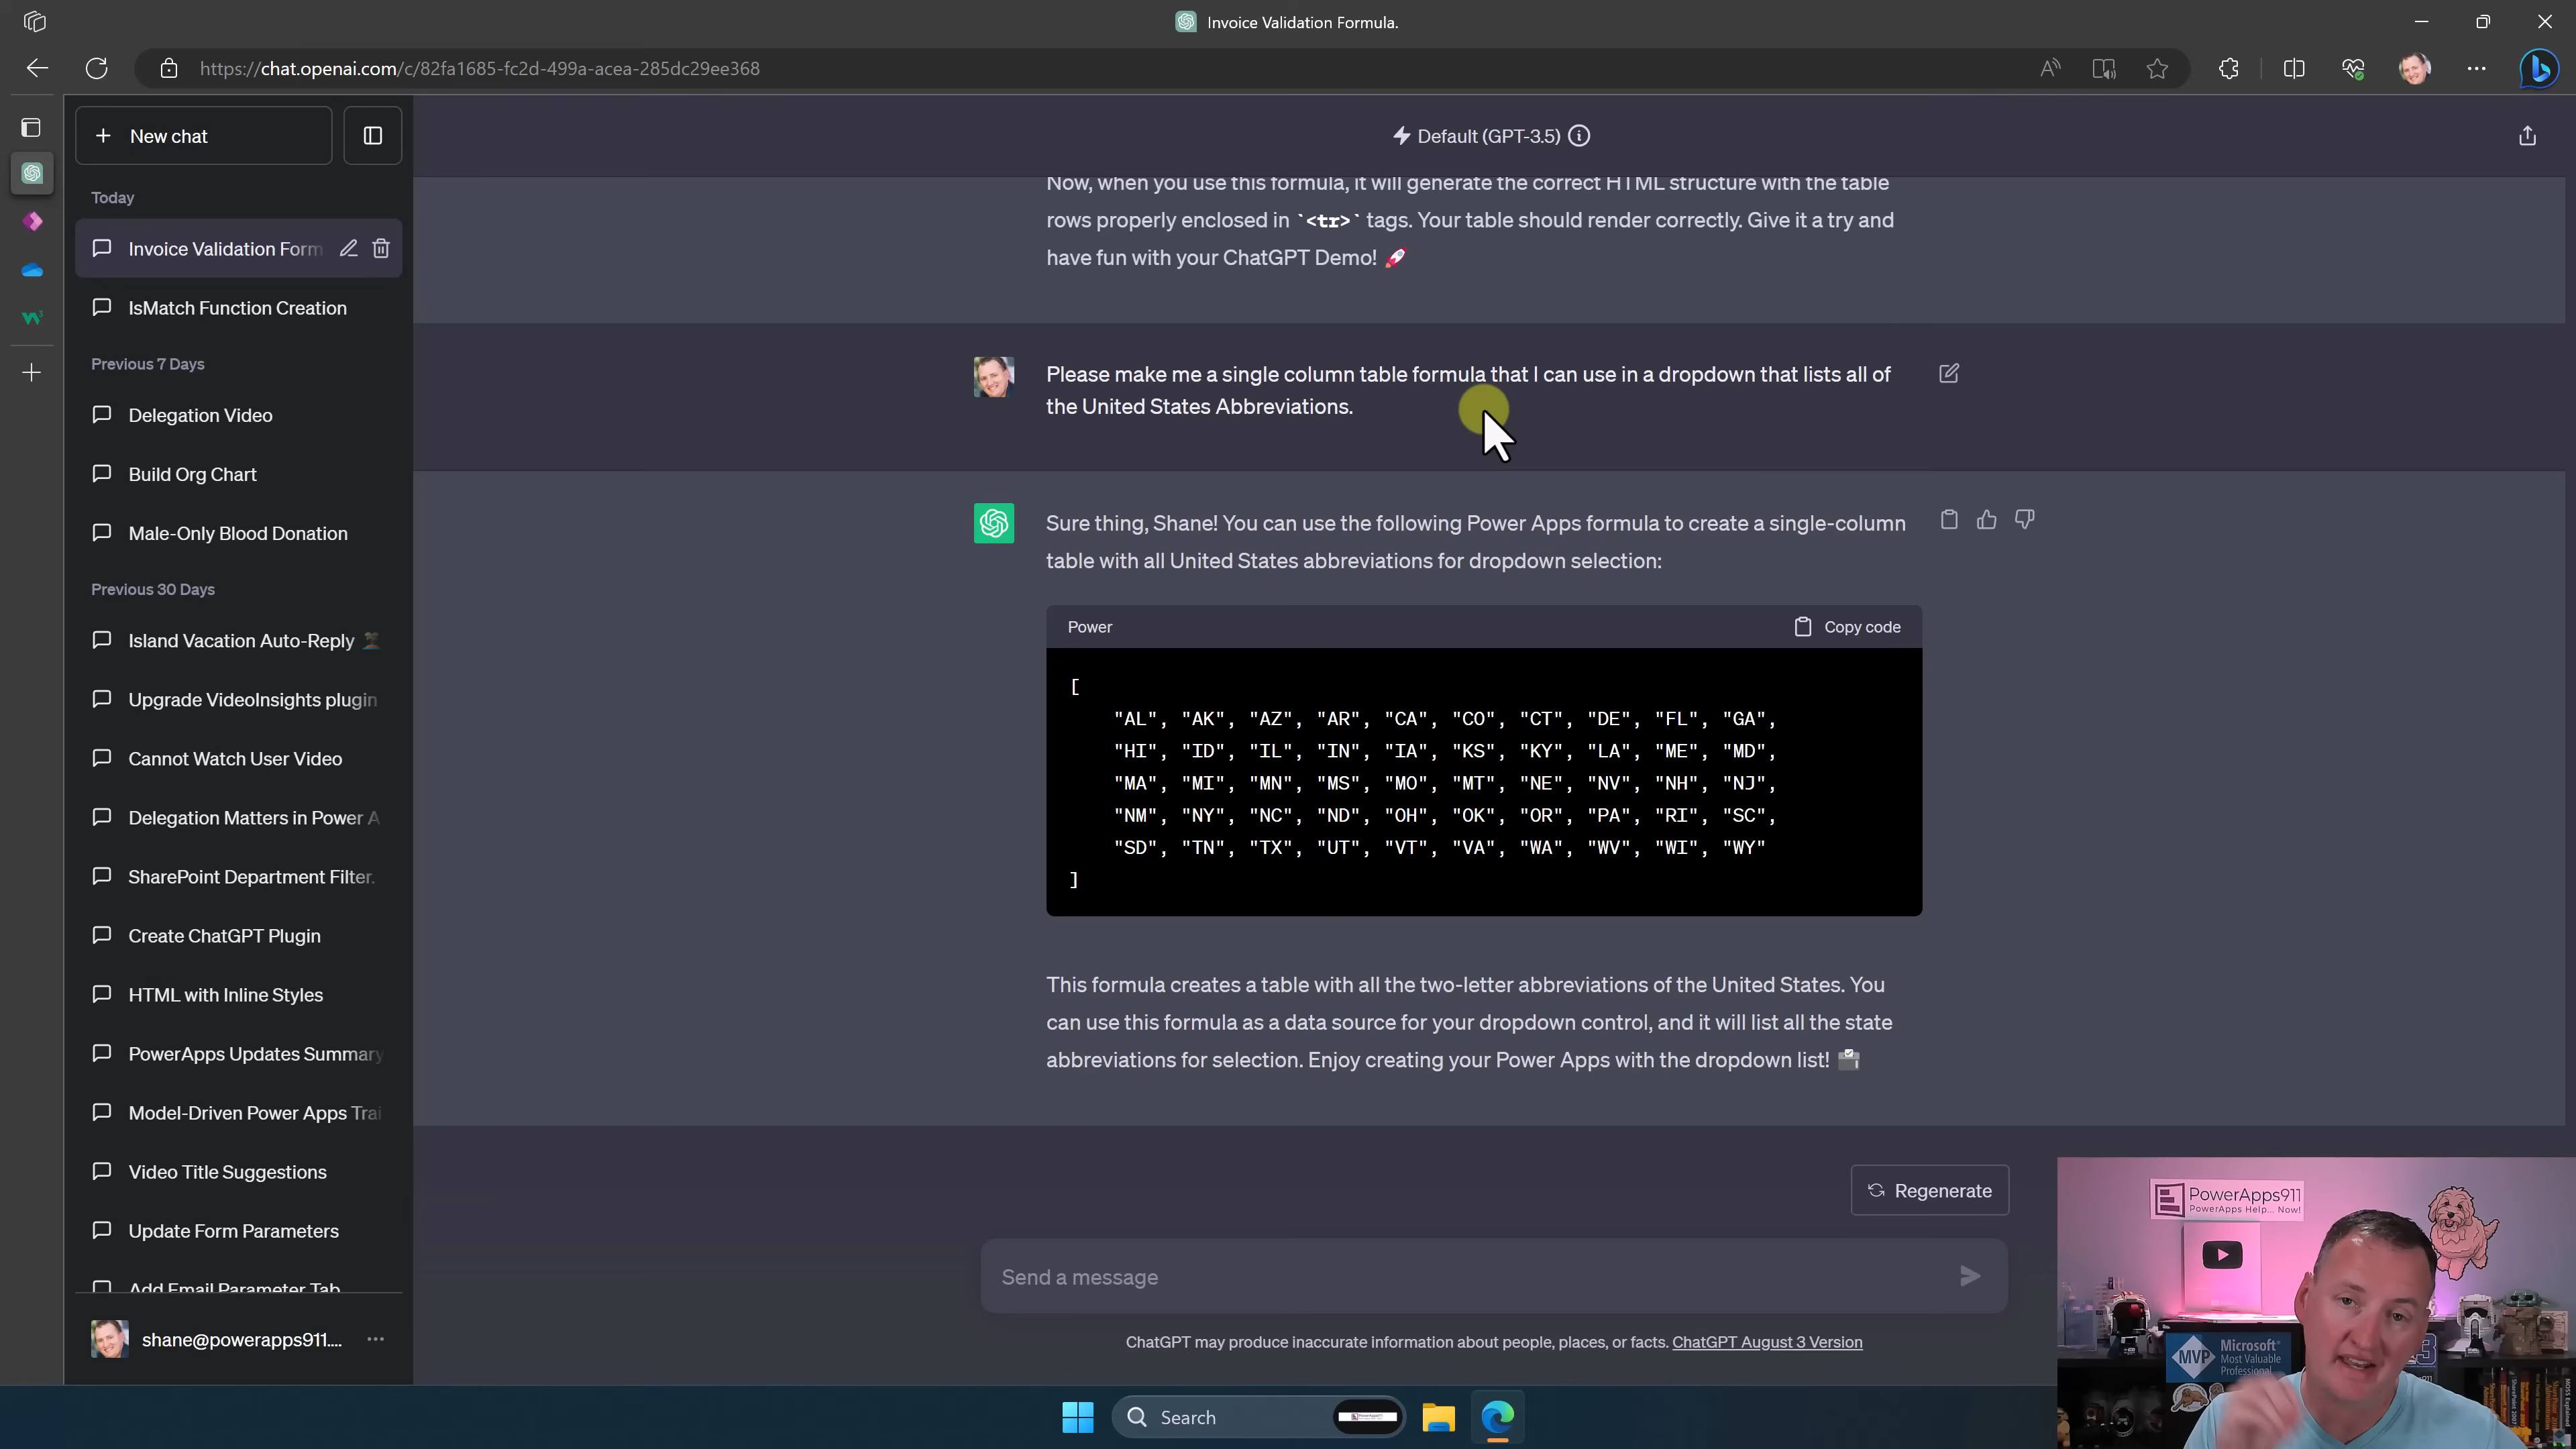 Invoice Validation Formula.
https://chat.openai.com/c/82fa1685-fc2d-499a-acea-285dc29ee368
New chat
Default (GPT-3.5)
Today
Invoice Validation Form
IsMatch Function Creation
Previous 7 Days
Delegation Video
Build Org Chart
Male-Only Blood Donation
Previous 30 Days
Island Vacation Auto-Reply
Upgrade VideoInsights plugin
Cannot Watch User Video
Delegation Matters in Power A
SharePoint Department Filter.
Create ChatGPT Plugin
HTML with Inline Styles
PowerApps Updates Summary
Model-Driven Power Apps Trai
Video Title Suggestions
Update Form Parameters
Add Email Parameter Tab
shane@powerapps911....
Now, when you use this formula, it will generate the correct HTML structure with the table
rows properly enclosed in `<tr>` tags. Your table should render correctly. Give it a try and
have fun with your ChatGPT Demo! 🚀
Please make me a single column table formula that I can use in a dropdown that lists all of
the United States Abbreviations.
Sure thing, Shane! You can use the following Power Apps formula to create a single-column
table with all United States abbreviations for dropdown selection:
Power
Copy code
[
"AL", "AK", "AZ", "AR", "CA", "CO", "CT", "DE", "FL", "GA",
"HI", "ID", "IL", "IN", "IA", "KS", "KY", "LA", "ME", "MD",
"MA", "MI", "MN", "MS", "MO", "MT", "NE", "NV", "NH", "NJ",
"NM", "NY", "NC", "ND", "OH", "OK", "OR", "PA", "RI", "SC",
"SD", "TN", "TX", "UT", "VT", "VA", "WA", "WV", "WI", "WY"
]
This formula creates a table with all the two-letter abbreviations of the United States. You
can use this formula as a data source for your dropdown control, and it will list all the state
abbreviations for selection. Enjoy creating your Power Apps with the dropdown list!
Regenerate
Send a message
ChatGPT may produce inaccurate information about people, places, or facts. ChatGPT August 3 Version
PowerApps911
PowerApps Help... Now!
MVP
Microsoft®
Most Valuable
Professional
Search